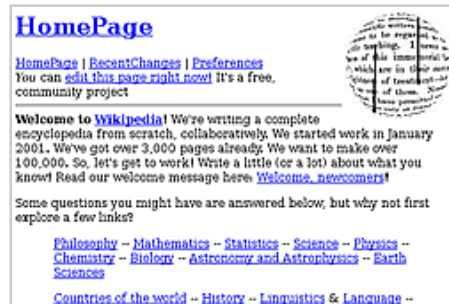 HomePage
HomePage | RecentChanges | Preferences
You can edit this page right now! It's a free,
community project
Welcome to Wikipedia! We're writing a complete
encyclopedia from scratch, collaboratively. We started work in January
2001. We've got over 3,000 pages already. We want to make over
100,000. So, let's get to work! Write a little (or a lot) about what you
know! Read our welcome message here: Welcome, newcomers!
Some questions you might have are answered below, but why not first
explore a few links?
Philosophy -- Mathematics -- Statistics -- Science -- Physics --
Chemistry -- Biology -- Astronomy and Astrophysics -- Earth
Sciences
Countries of the world -- History -- Linguistics & Language --